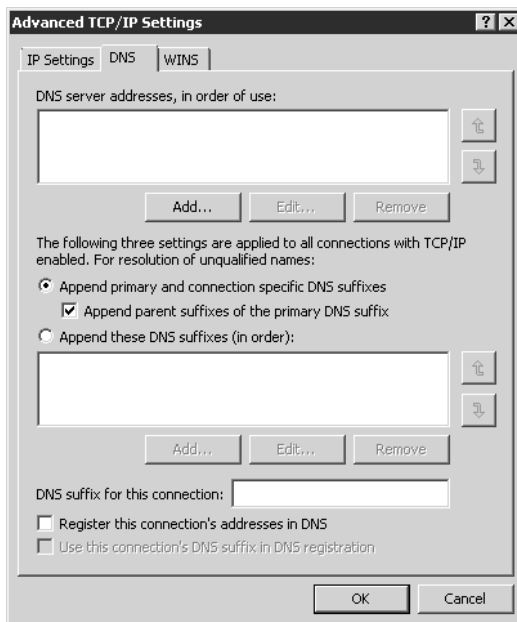 Advanced TCP/IP Settings
IP Settings
DNS
WINS
DNS server addresses, in order of use:
Add...
Edit...
Remove
The following three settings are applied to all connections with TCP/IP
enabled. For resolution of unqualified names:
Append primary and connection specific DNS suffixes
Append parent suffixes of the primary DNS suffix
Append these DNS suffixes (in order):
Add...
Edit...
Remove
DNS suffix for this connection:
Register this connection's addresses in DNS
Use this connection's DNS suffix in DNS registration
OK
Cancel